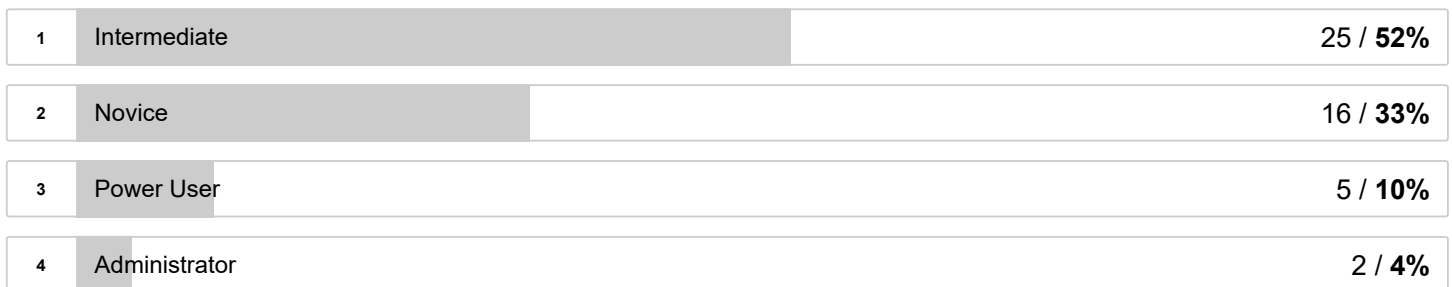 1 Intermediate 25 / 52%
2 Novice 16 / 33%
3 Power User 5 / 10%
4 Administrator 2 / 4%